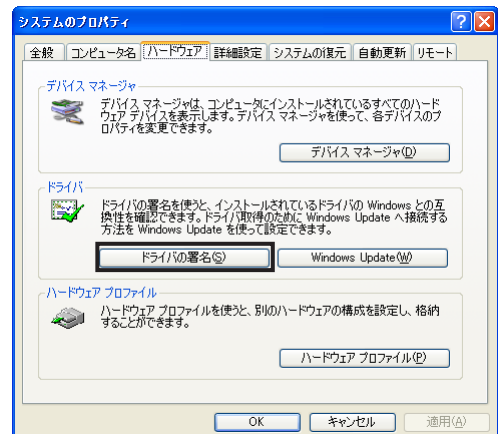 システムのプロパティ
全般 コンピュータ名 ハードウェア 詳細設定 システムの復元 自動更新 リモート
デバイス マネージャ
デバイス マネージャは、コンピュータにインストールされているすべてのハード
ウェア デバイスを表示します。デバイス マネージャを使って、各デバイスのプ
ロパティを変更できます。
デバイス マネージャ(D)
ドライバ
ドライバの署名を使うと、インストールされているドライバの Windows との互
換性を確認できます。ドライバ取得のために Windows Update へ接続する
方法を Windows Update を使って設定できます。
ドライバの署名(S) Windows Update(W)
ハードウェア プロファイル
ハードウェア プロファイルを使うと、別のハードウェアの構成を設定し、格納
することができます。
ハードウェア プロファイル(P)
OK キャンセル 適用(A)